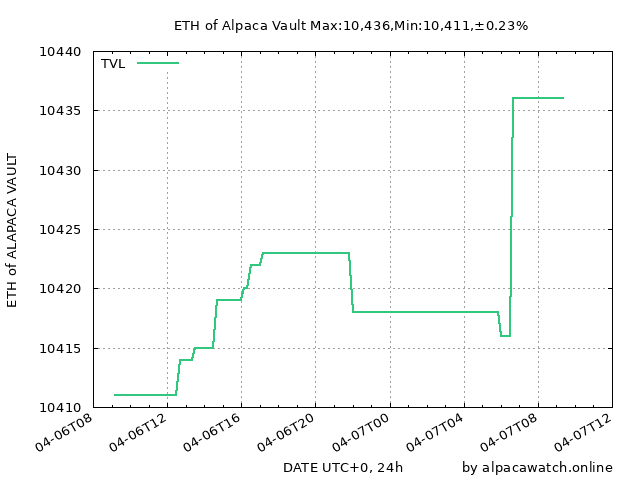 ETH of Alpaca Vault Max:10,436,Min:10,411,±0.23%
TVL
10440
10435
10430
10425
10420
10415
10410
ETH of ALAPACA VAULT
04-06T08
04-06T12
04-06T16
04-06T20
04-07T00
04-07T04
04-07T08
04-07T12
DATE UTC+0, 24h
by alpacawatch.online